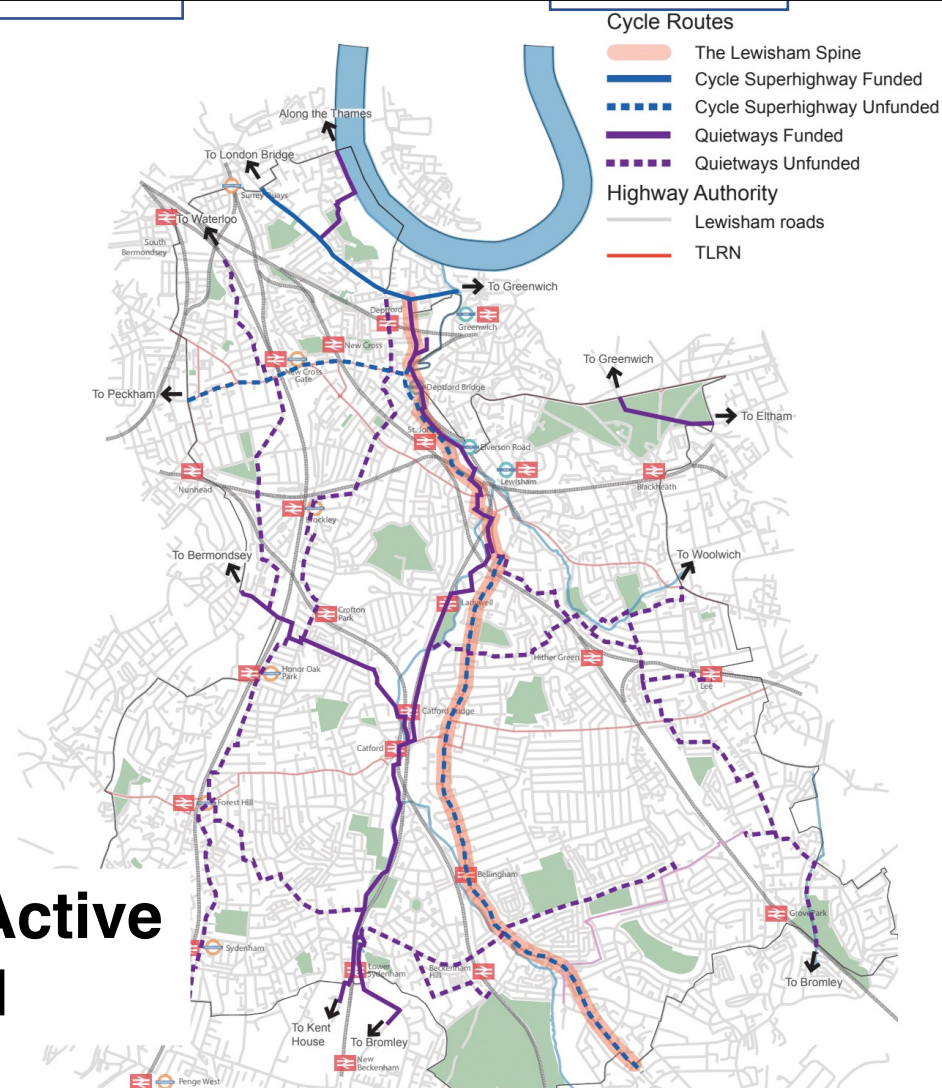 Cycle Routes
The Lewisham Spine
Cycle Superhighway Funded
Cycle Superhighway Unfunded
Quietways Funded
Quietways Unfunded
Highway Authority
Lewisham roads
TLRN
Along the Thames
To London Bridge
Surrey Quays
To Waterloo
South
Bermondsey
To Greenwich
Deptford
Greenwich
New Cross
New Cross
Gate
To Greenwich
To Peckham
Deptford Bridge
To Eltham
St. Johns
Elverson Road
Lewisham
Nunhead
Blackheath
Brockley
To Bermondsey
To Woolwich
Ladywell
Crofton
Park
Hither Green
Honor Oak
Park
Lee
Catford Bridge
Catford
Forest Hill
Bellingham
Active
Grove Park
Sydenham
Lower
Sydenham
Beckenham
Hill
To Bromley
To Kent
House
To Bromley
New
Beckenham
Penge West